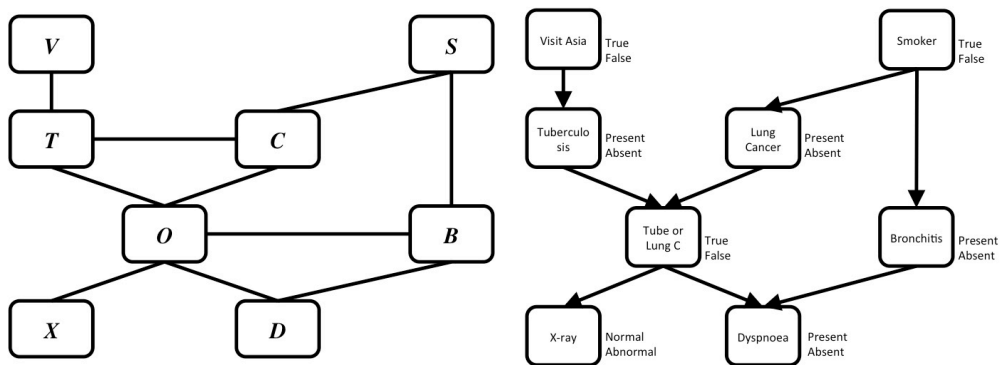 V
S
T
C
O
B
X
D
Visit Asia
True
False
Smoker
True
False
Tuberculo
sis
Present
Absent
Lung
Cancer
Present
Absent
Tube or
Lung C
True
False
Bronchitis
Present
Absent
X-ray
Normal
Abnormal
Dyspnoea
Present
Absent